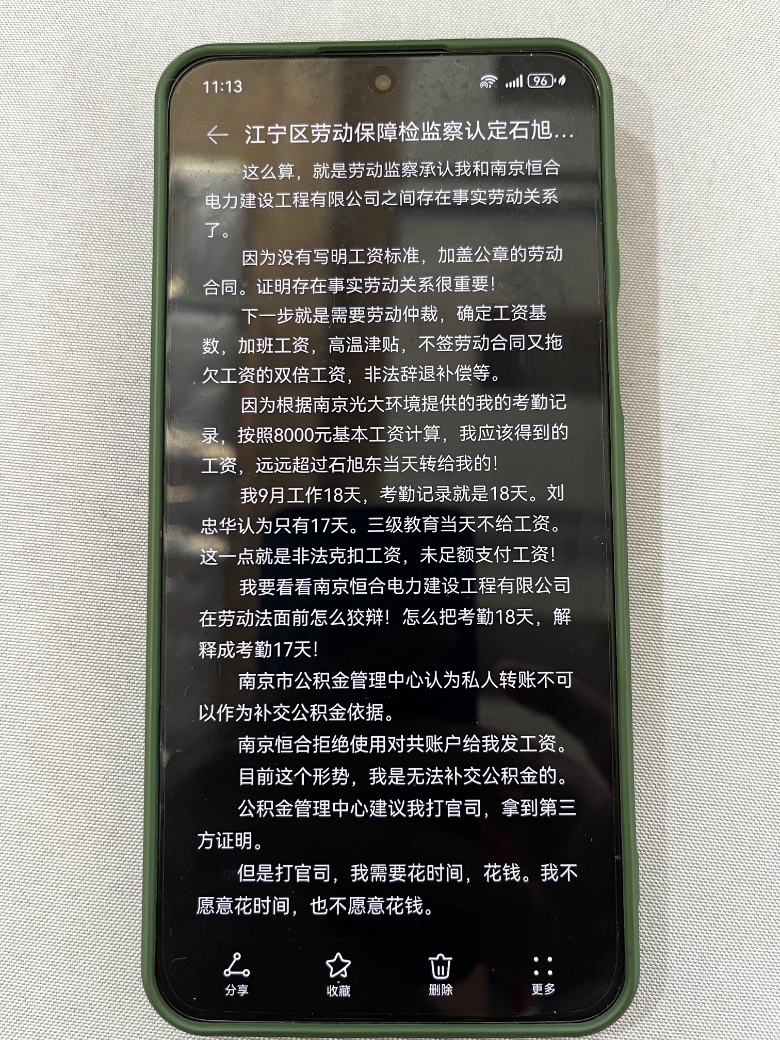 11:13
96
江宁区劳动保障检监察认定石旭...
这么算，就是劳动监察承认我和南京恒合
电力建设工程有限公司之间存在事实劳动关系
了。
因为没有写明工资标准，加盖公章的劳动
合同。证明存在事实劳动关系很重要！
下一步就是需要劳动仲裁，确定工资基
数，加班工资，高温津贴，不签劳动合同又拖
欠工资的双倍工资，非法辞退补偿等。
因为根据南京光大环境提供的我的考勤记
录，按照8000元基本工资计算，我应该得到的
工资，远远超过石旭东当天转给我的！
我9月工作18天，考勤记录就是18天。刘
忠华认为只有17天。三级教育当天不给工资。
这一点就是非法克扣工资，未足额支付工资！
我要看看南京恒合电力建设工程有限公司
在劳动法面前怎么狡辩！怎么把考勤18天，解
释成考勤17天！
南京市公积金管理中心认为私人转账不可
以作为补交公积金依据。
南京恒合拒绝使用对共账户给我发工资。
目前这个形势，我是无法补交公积金的。
公积金管理中心建议我打官司，拿到第三
方证明。
但是打官司，我需要花时间，花钱。我不
愿意花时间，也不愿意花钱。
分享
收藏
删除
更多